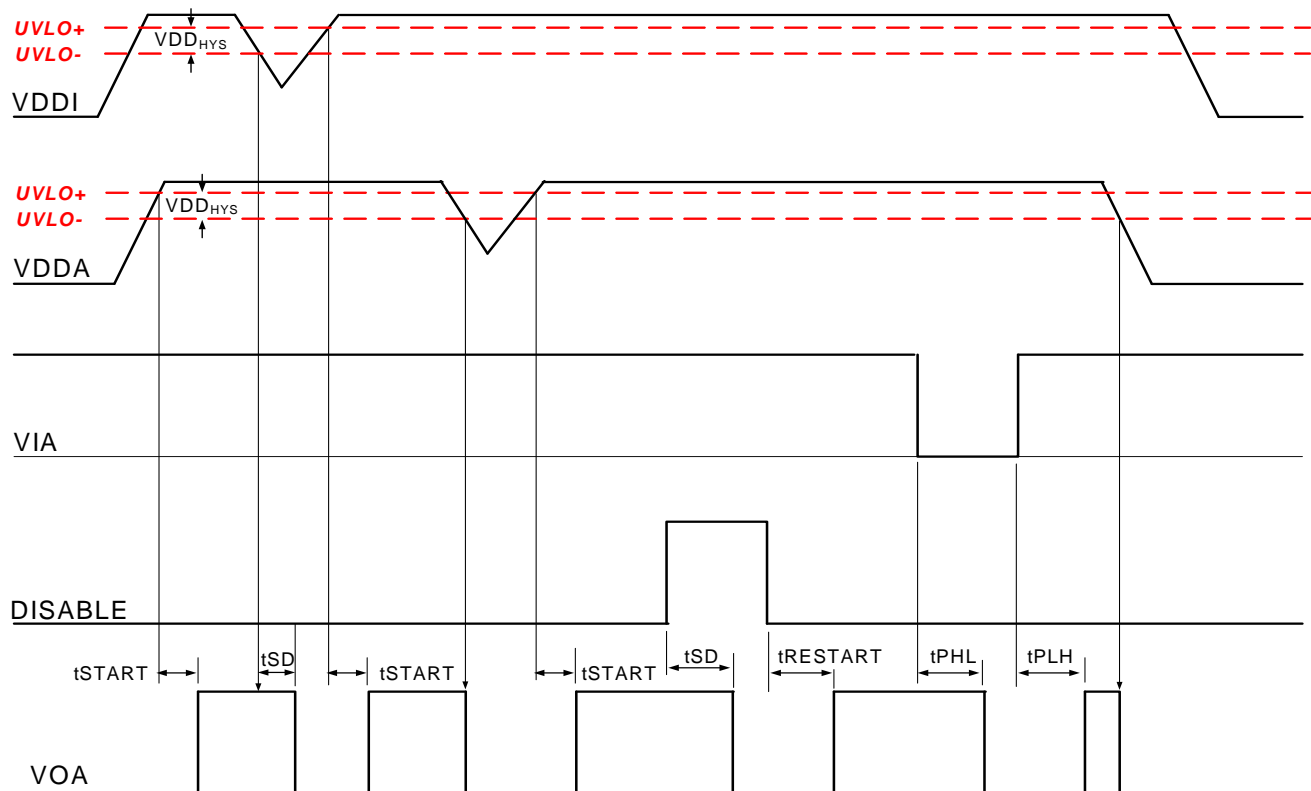 UVLO+
VDDHYS
UVLO-
VDDI
UVLO+
VDDHYS
UVLO-
VDDA
VIA
DISABLE
tSTART tSD tSTART tSTART tSD tRESTART tPHL tPLH
VOA